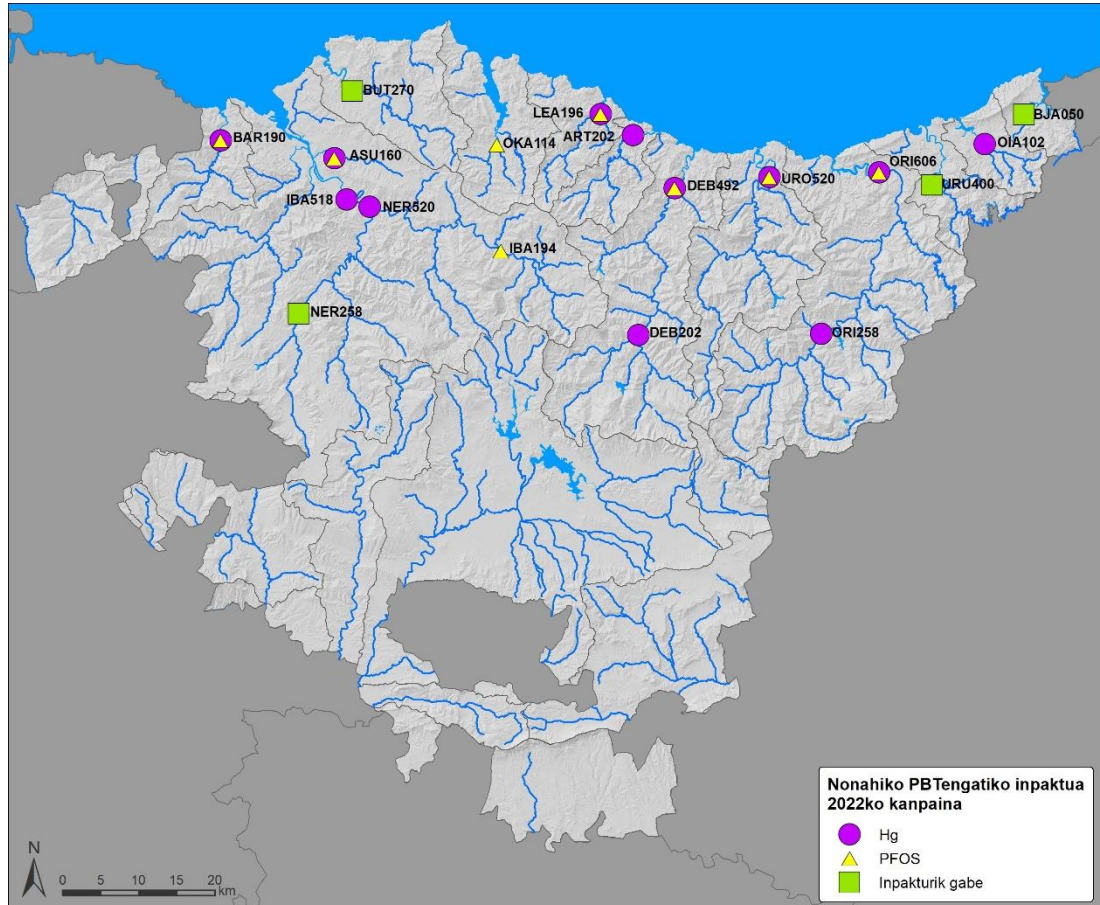 BUT270
BJA050
LEA196
BAR190
OKA114
ART202
OIA102
ASU160
ORI606
URO520
DEB492
URU400
IBA518
NER520
IBA194
NER258
DEB202
ORI258
Nonahiko PBTengatiko inpaktua
2022ko kanpaina
Hg
PFOS
Inpakturik gabe
N
0 5 10 15 20
km